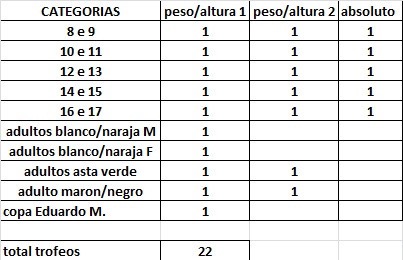 CATEGORIAS peso/altura 1 peso/altura 2 absoluto
8 e 9 1 1 1
10 e 11 1 1 1
12 e 13 1 1 1
14 e 15 1 1 1
16 e 17 1 1 1
adultos blanco/naraja M 1
adultos blanco/naraja F 1
adultos asta verde 1 1
adulto maron/negro 1 1
copa Eduardo M. 1
total trofeos 22